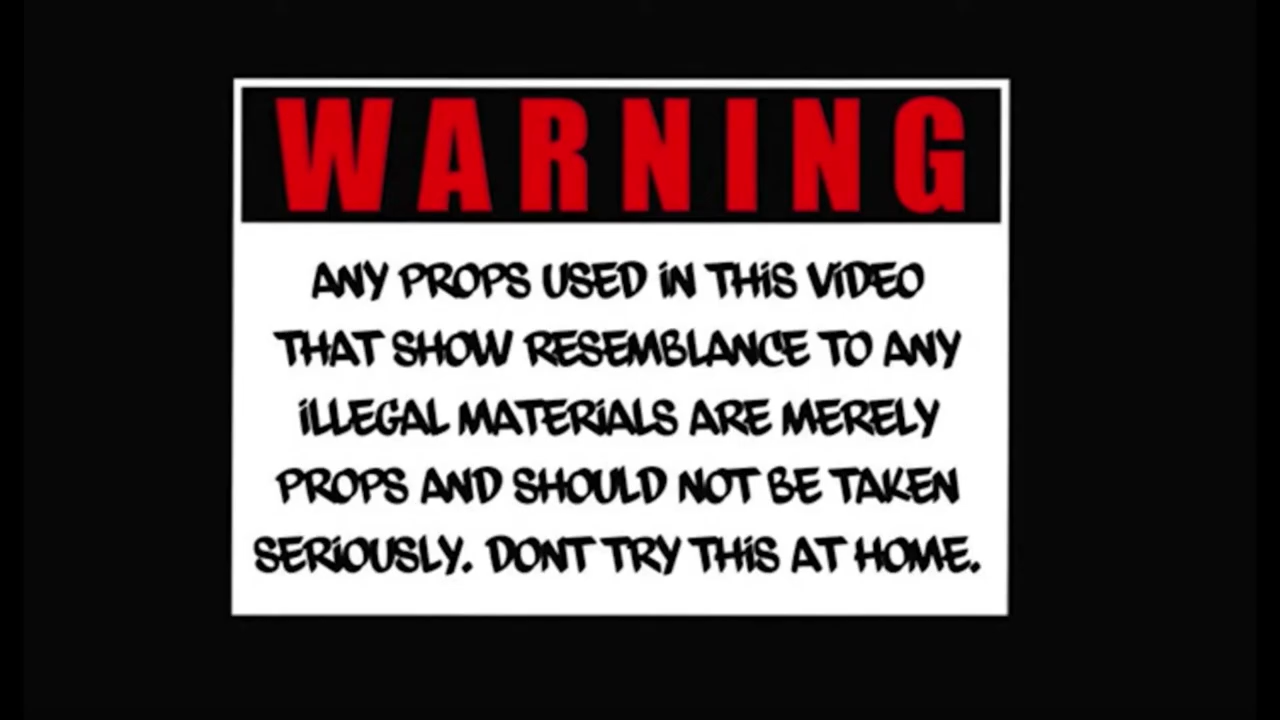 WARNING
ANY PROPS USED iN THiS ViDEO
THAT SHOW RESEMBLANCE TO ANY
iLLEGAL MATERiALS ARE MERELY
PROPS AND SHOULD NOT BE TAKEN
SERiOUSLY. DONT TRY THiS AT HOME.